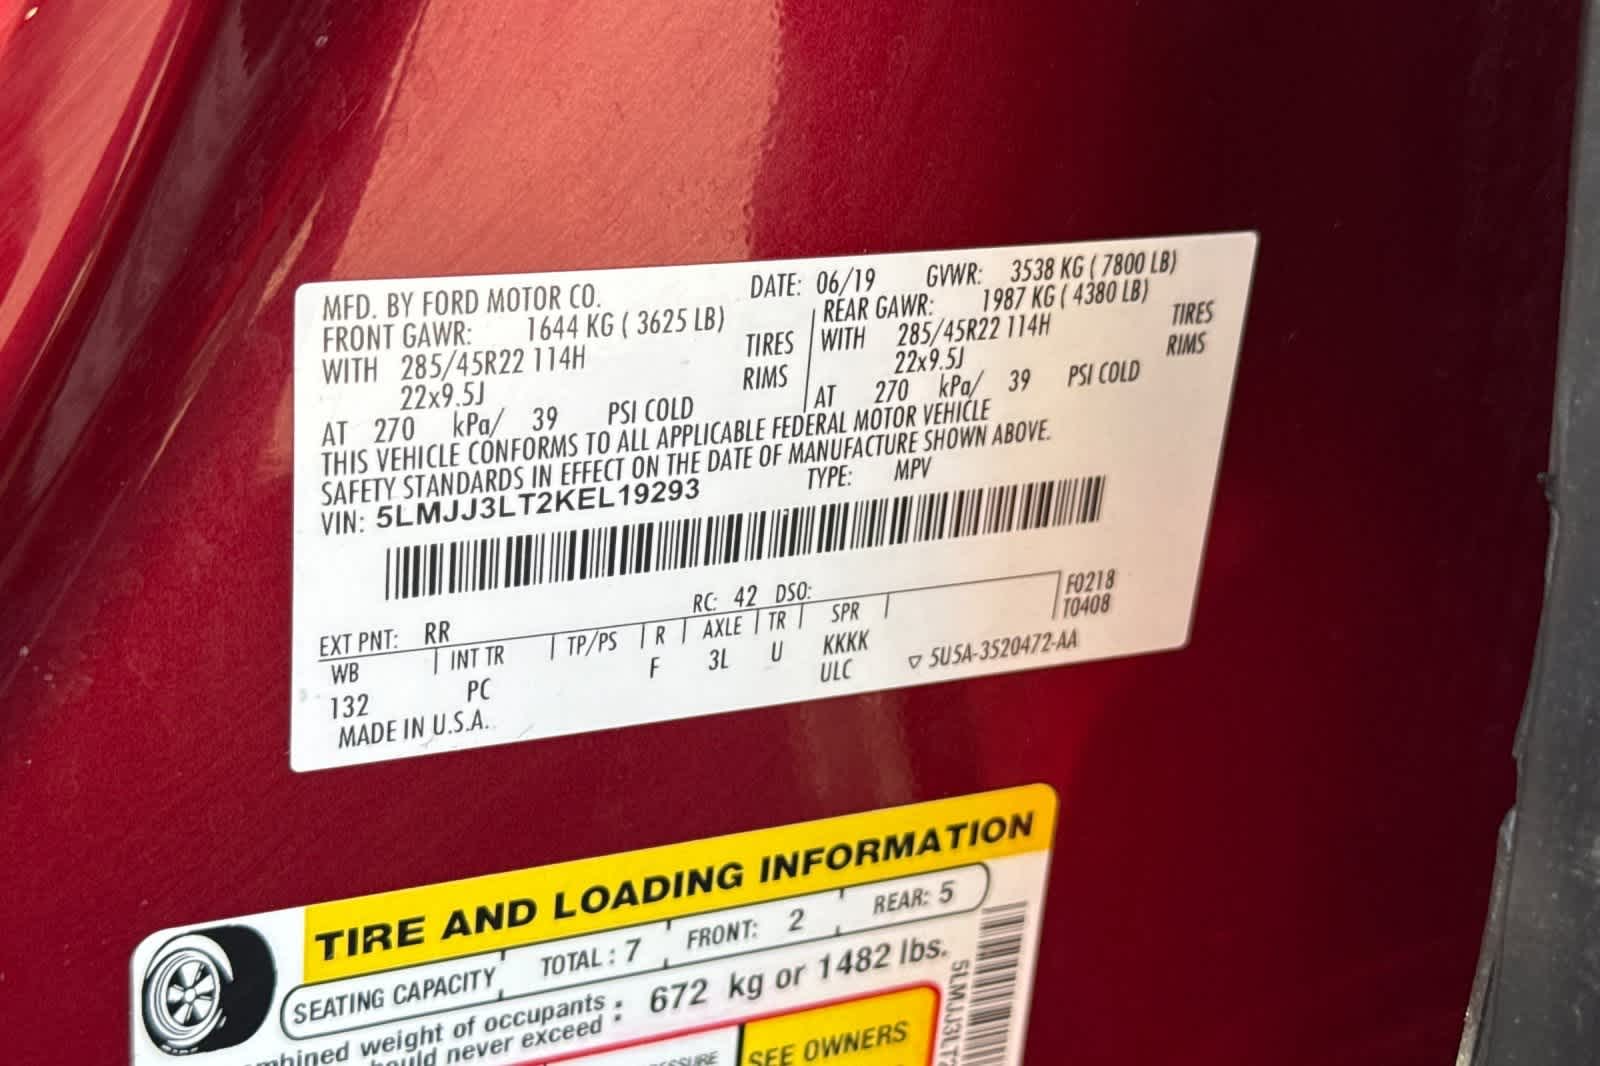 MFD. BY FORD MOTOR CO. DATE: 06/19 GVWR: 3538 KG ( 7800 LB)
FRONT GAWR: 1644 KG ( 3625 LB) REAR GAWR: 1987 KG ( 4380 LB)
WITH 285/45R22 114H TIRES WITH 285/45R22 114H TIRES
22x9.5J RIMS 22x9.5J RIMS
AT 270 kPa/ 39 PSI COLD AT 270 kPa/ 39 PSI COLD
THIS VEHICLE CONFORMS TO ALL APPLICABLE FEDERAL MOTOR VEHICLE
SAFETY STANDARDS IN EFFECT ON THE DATE OF MANUFACTURE SHOWN ABOVE.
VIN: 5LMJJ3LT2KEL19293 TYPE: MPV
EXT PNT: RR RC: 42 DSO: F0218
WB INT TR TP/PS R AXLE TR SPR T0408
132 PC F 3L U KKKK ▽ 5U5A-3520472-AA
ULC
MADE IN U.S.A.
TIRE AND LOADING INFORMATION
SEATING CAPACITY TOTAL : 7 FRONT: 2 REAR: 5
mbined weight of occupants : 672 kg or 1482 lbs.
ould never exceed :
SSURE
SEE OWNERS
5LMJJ3LT2